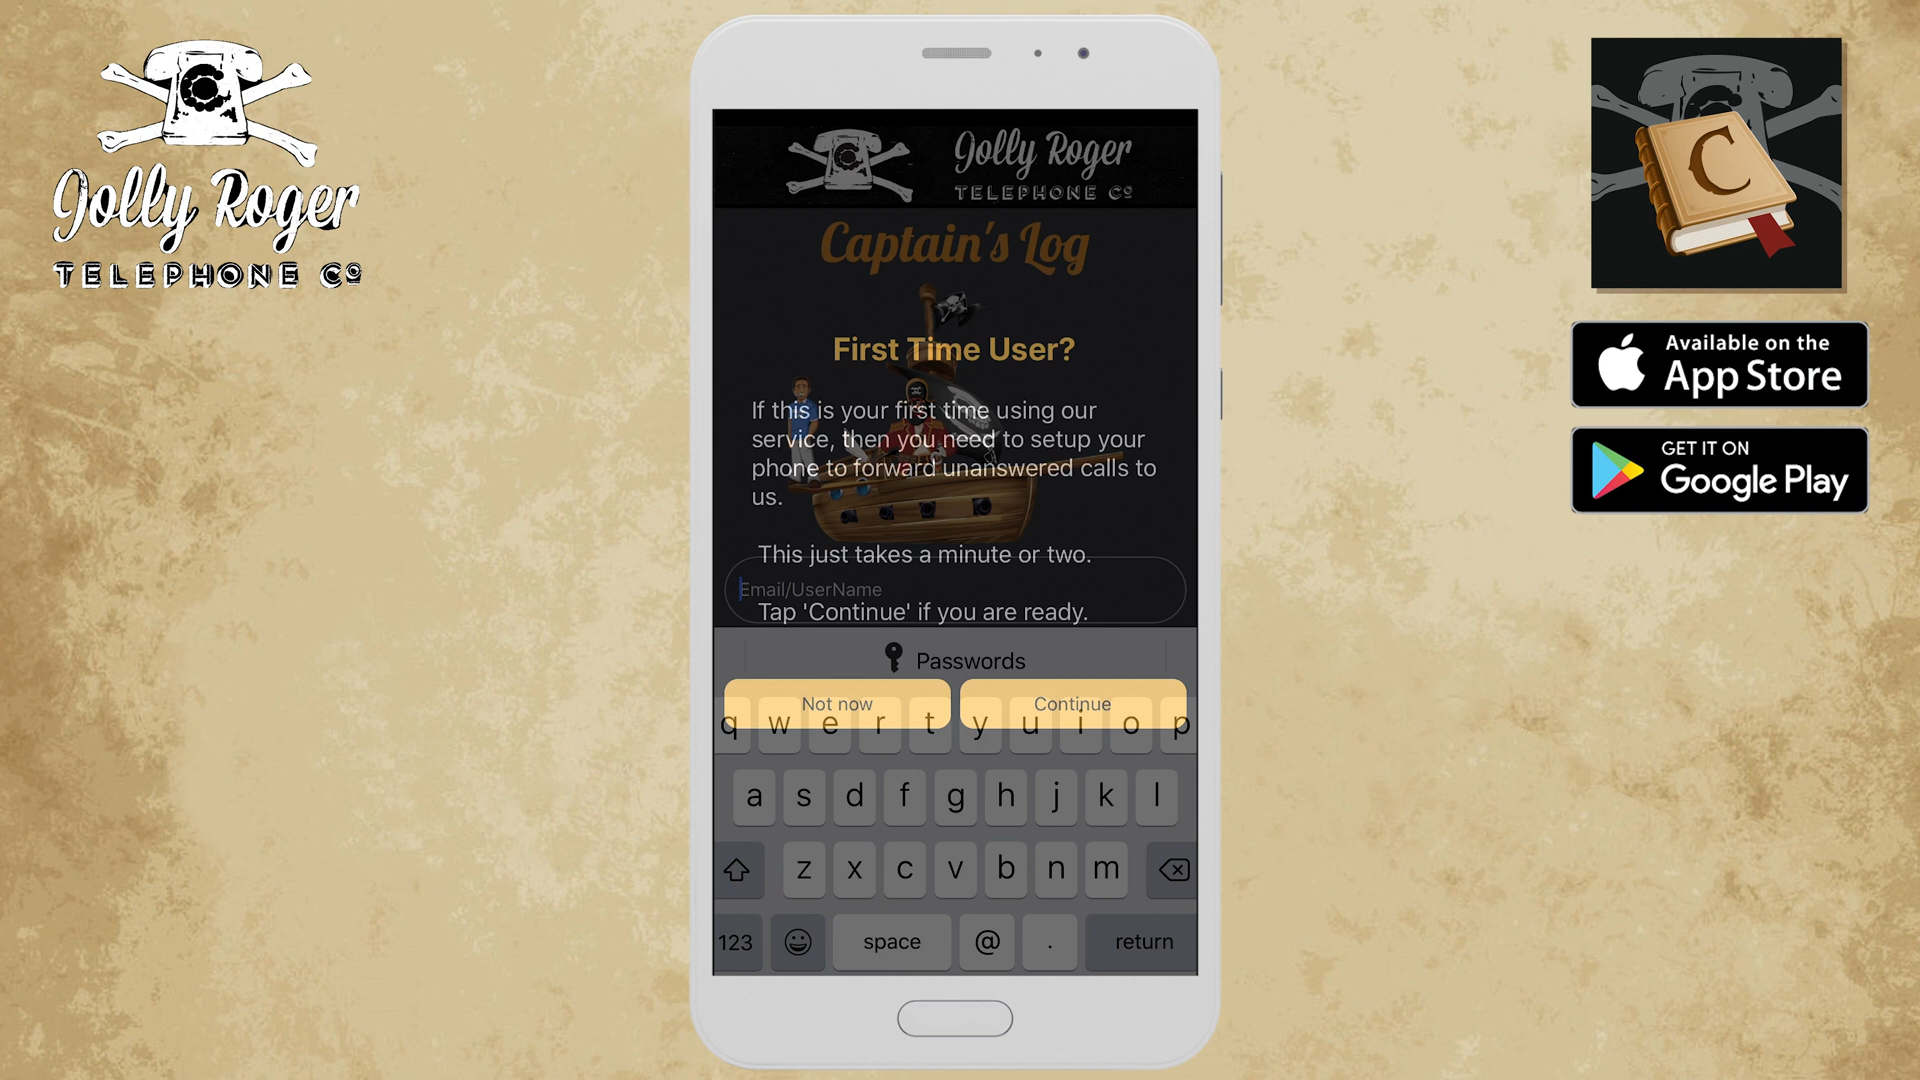 Jolly Roger
TELEPHONE Cº
Jolly Roger
TELEPHONE Cº
Captain's Log
First Time User?
If this is your first time using our
service, then you need to setup your
phone to forward unanswered calls to
us.
This just takes a minute or two.
Email/UserName
Tap 'Continue' if you are ready.
Passwords
Not now
Continue
q w e r t y u i o p
a s d f g h j k l
z x c v b n m
123 space @ . return
C
Available on the
App Store
GET IT ON
Google Play